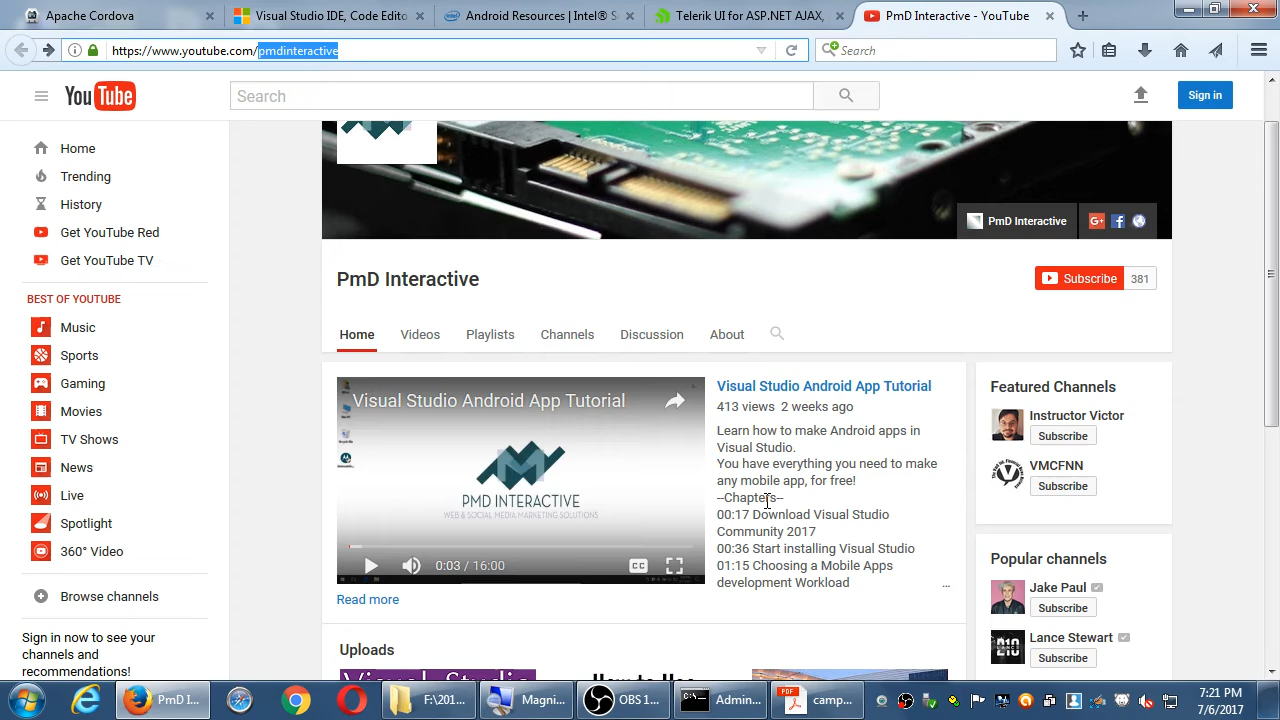 Apache Cordova
Visual Studio IDE, Code Edito
Android Resources | Intel® S
Telerik UI for ASP.NET AJAX,
PmD Interactive - YouTube
https://www.youtube.com/pmdinteractive
Search
YouTube
Search
Sign in
Home
Trending
History
Get YouTube Red
Get YouTube TV
BEST OF YOUTUBE
Music
Sports
Gaming
Movies
TV Shows
News
Live
Spotlight
360° Video
Browse channels
Sign in now to see your
channels and
recommendations!
PmD Interactive
PmD Interactive
Subscribe 381
Home Videos Playlists Channels Discussion About
Visual Studio Android App Tutorial
PMD INTERACTIVE
WEB & SOCIAL MEDIA MARKETING SOLUTIONS
0:03 / 16:00
CC
Read more
Visual Studio Android App Tutorial
413 views 2 weeks ago
Learn how to make Android apps in
Visual Studio.
You have everything you need to make
any mobile app, for free!
--Chapters--
00:17 Download Visual Studio
Community 2017
00:36 Start installing Visual Studio
01:15 Choosing a Mobile Apps
development Workload
...
Uploads
Visual Studio
How to Use
Featured Channels
Instructor Victor
Subscribe
VMCFNN
Subscribe
Popular channels
Jake Paul
Subscribe
Lance Stewart
Subscribe
PmD I...
F:\201...
Magni...
OBS 1...
Admin...
camp...
7:21 PM
7/6/2017